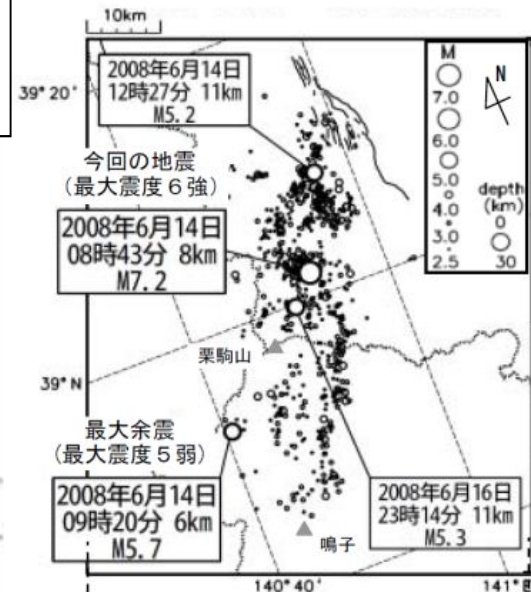 10km
39°20'
39°N
140°40'
141°
2008年6月14日
12時27分 11km
M5.2
今回の地震
(最大震度6強)
2008年6月14日
08時43分 8km
M7.2
栗駒山
最大余震
(最大震度5弱)
2008年6月14日
09時20分 6km
M5.7
2008年6月16日
23時14分 11km
M5.3
鳴子
M
7.0
6.0
5.0
4.0
3.0
2.5
N
depth
(km)
0
30